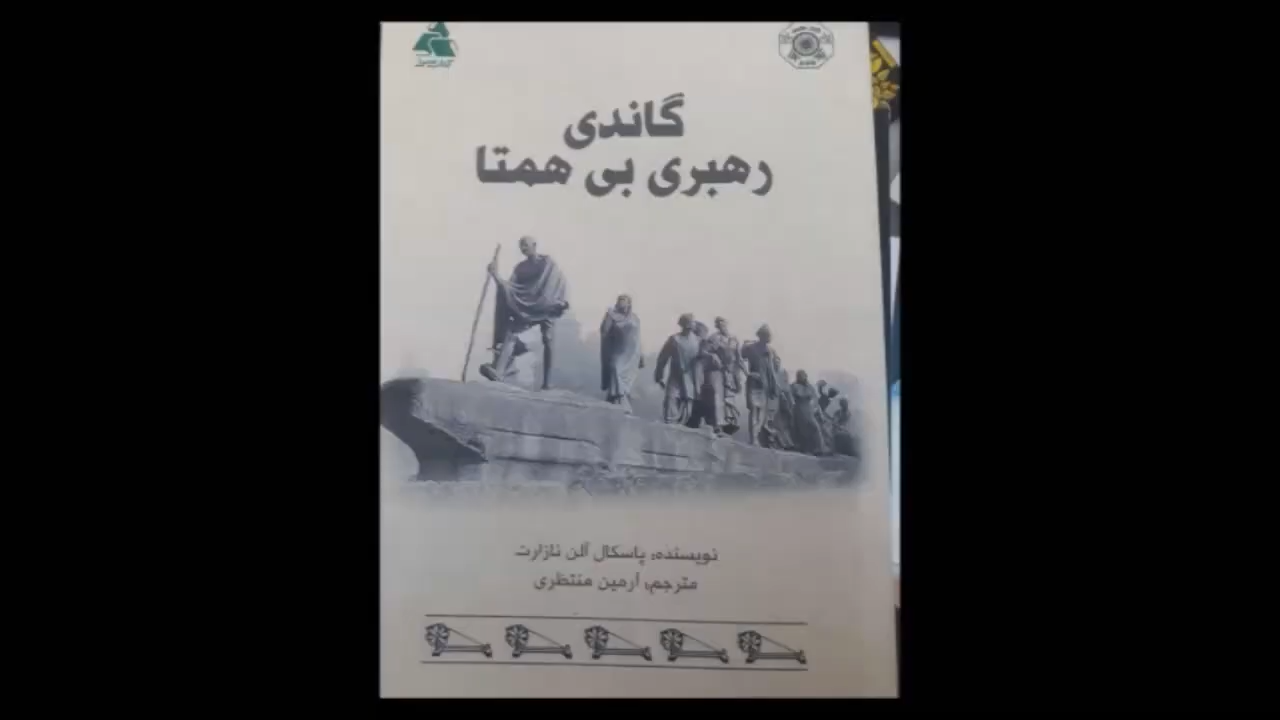 گاندی
رهبری بی همتا
نویسنده: پاسکال آلن نازارت
مترجم: آرمین منتظری